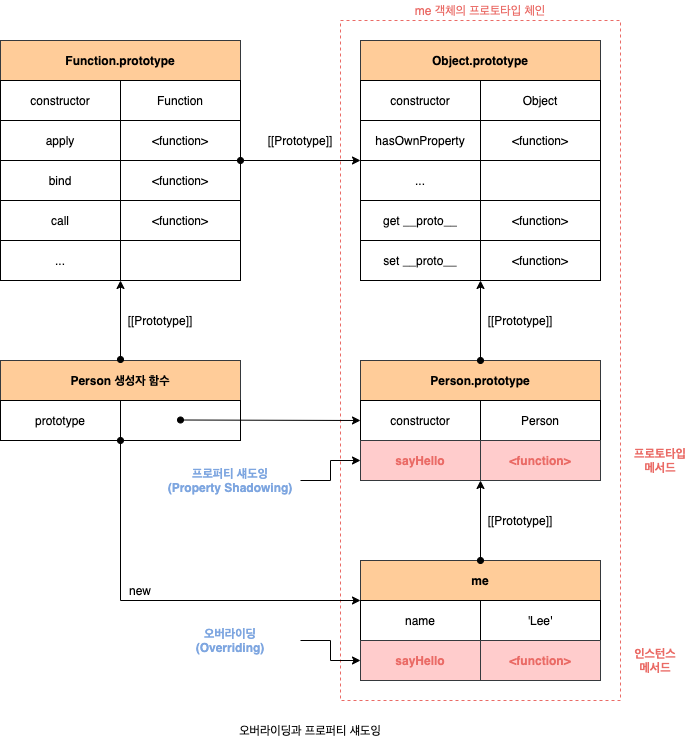 me 객체의 프로토타입 체인
Function.prototype
constructor Function
apply <function>
bind <function>
call <function>
...
[[Prototype]]
Object.prototype
constructor Object
hasOwnProperty <function>
...
get __proto__ <function>
set __proto__ <function>
[[Prototype]]
[[Prototype]]
Person 생성자 함수
prototype
Person.prototype
constructor Person
sayHello <function>
프로토타입
메서드
프로퍼티 섀도잉
(Property Shadowing)
[[Prototype]]
new
me
name 'Lee'
sayHello <function>
오버라이딩
(Overriding)
인스턴스
메서드
오버라이딩과 프로퍼티 섀도잉